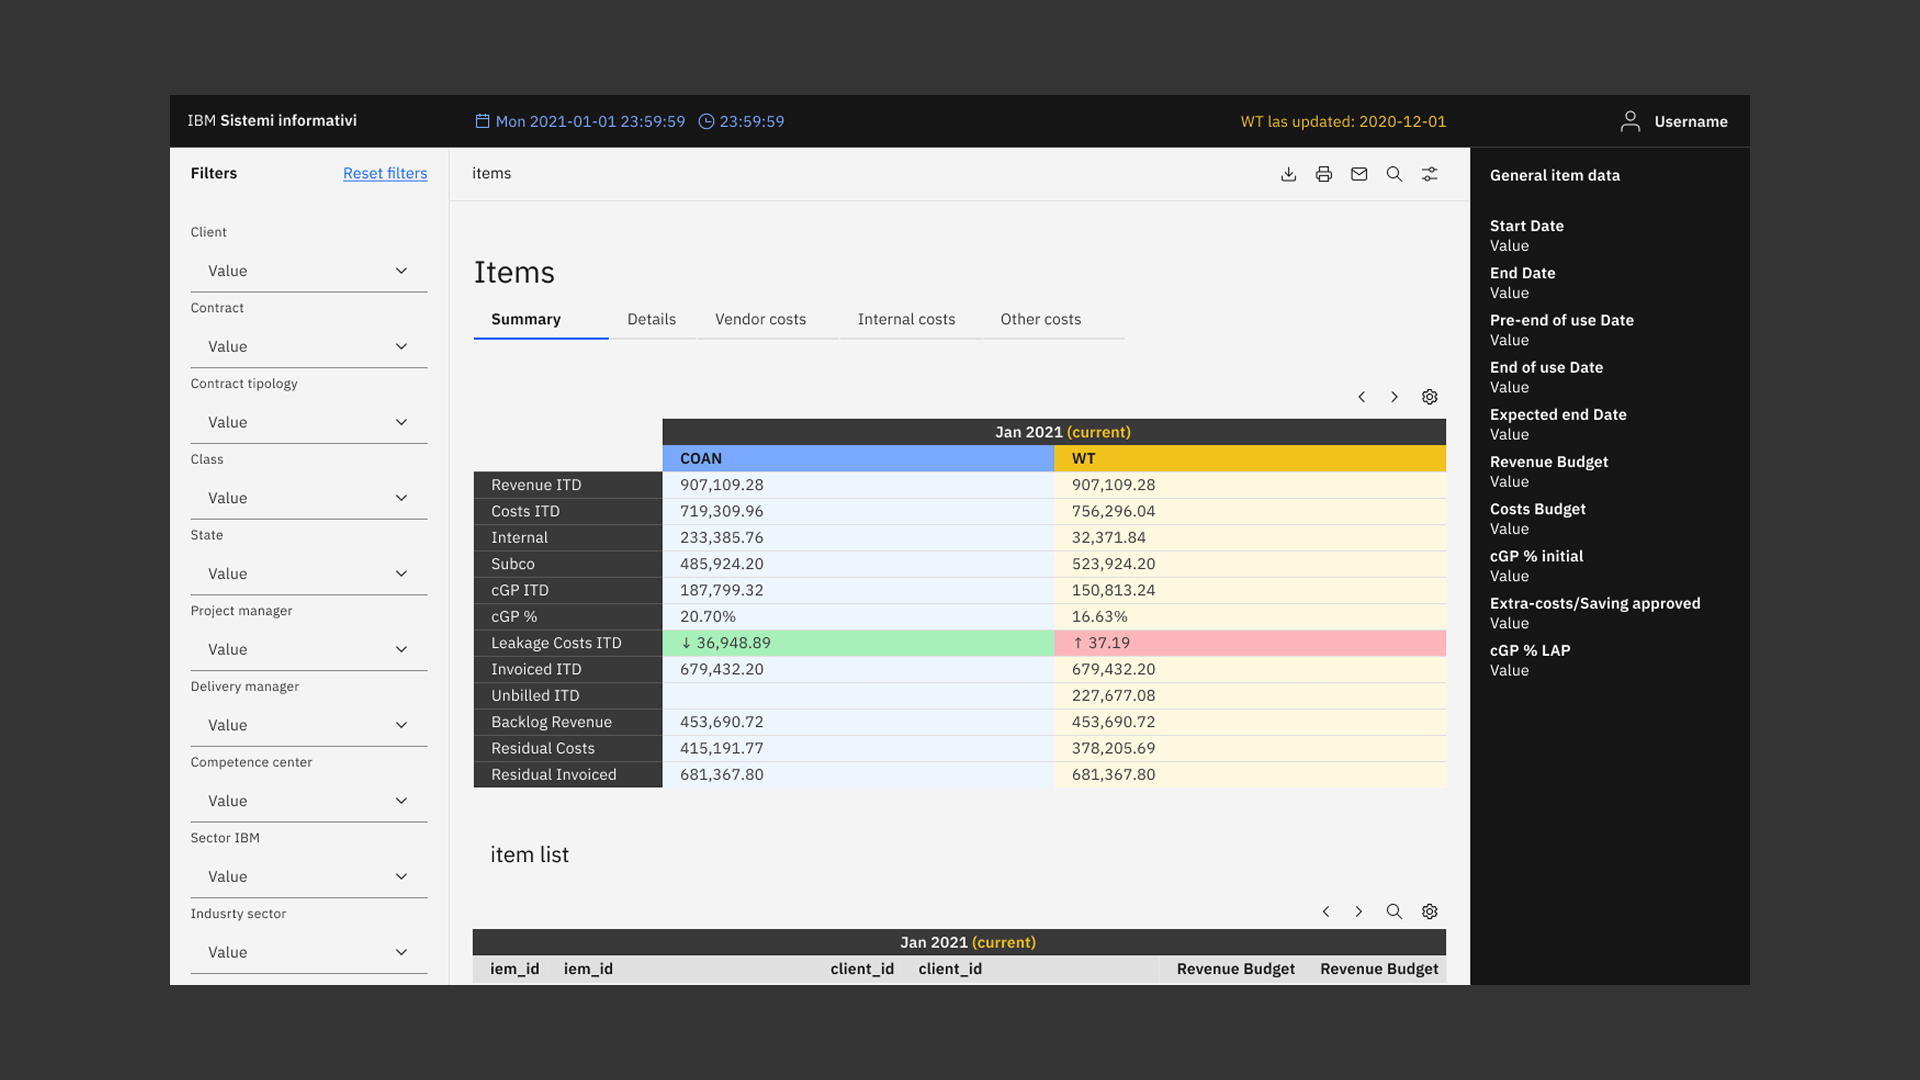 IBM Sistemi informativi
Mon 2021-01-01 23:59:59 23:59:59
WT las updated: 2020-12-01
Username
Filters Reset filters
Client
Value
Contract
Value
Contract tipology
Value
Class
Value
State
Value
Project manager
Value
Delivery manager
Value
Competence center
Value
Sector IBM
Value
Indusrty sector
Value
items
Items
Summary Details Vendor costs Internal costs Other costs
Jan 2021 (current)
COAN WT
Revenue ITD 907,109.28 907,109.28
Costs ITD 719,309.96 756,296.04
Internal 233,385.76 32,371.84
Subco 485,924.20 523,924.20
cGP ITD 187,799.32 150,813.24
cGP % 20.70% 16.63%
Leakage Costs ITD ↓ 36,948.89 ↑ 37.19
Invoiced ITD 679,432.20 679,432.20
Unbilled ITD 227,677.08
Backlog Revenue 453,690.72 453,690.72
Residual Costs 415,191.77 378,205.69
Residual Invoiced 681,367.80 681,367.80
item list
Jan 2021 (current)
iem_id iem_id client_id client_id Revenue Budget Revenue Budget
General item data
Start Date
Value
End Date
Value
Pre-end of use Date
Value
End of use Date
Value
Expected end Date
Value
Revenue Budget
Value
Costs Budget
Value
cGP % initial
Value
Extra-costs/Saving approved
Value
cGP % LAP
Value